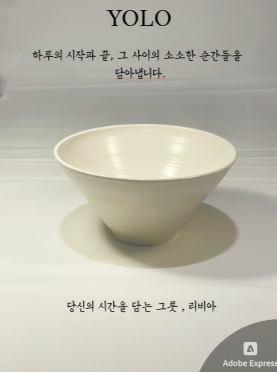 YOLO
하루의 시작과 끝, 그 사이의 소소한 순간들을
담아냅니다.
당신의 시간을 담는 그릇 , 리비아
Adobe Express